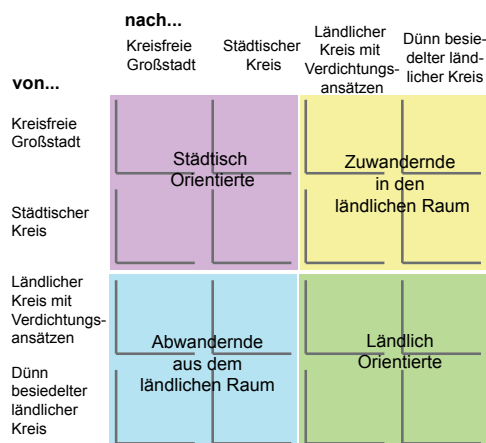 nach...
Kreisfreie
Großstadt
Städtischer
Kreis
Ländlicher
Kreis mit
Verdichtungs-
ansätzen
Dünn besie-
delter länd-
licher Kreis
von...
Kreisfreie
Großstadt
Städtischer
Kreis
Ländlicher
Kreis mit
Verdichtungs-
ansätzen
Dünn
besiedelter
ländlicher
Kreis
Städtisch
Orientierte
Zuwandernde
in den
ländlichen Raum
Abwandernde
aus dem
ländlichen Raum
Ländlich
Orientierte